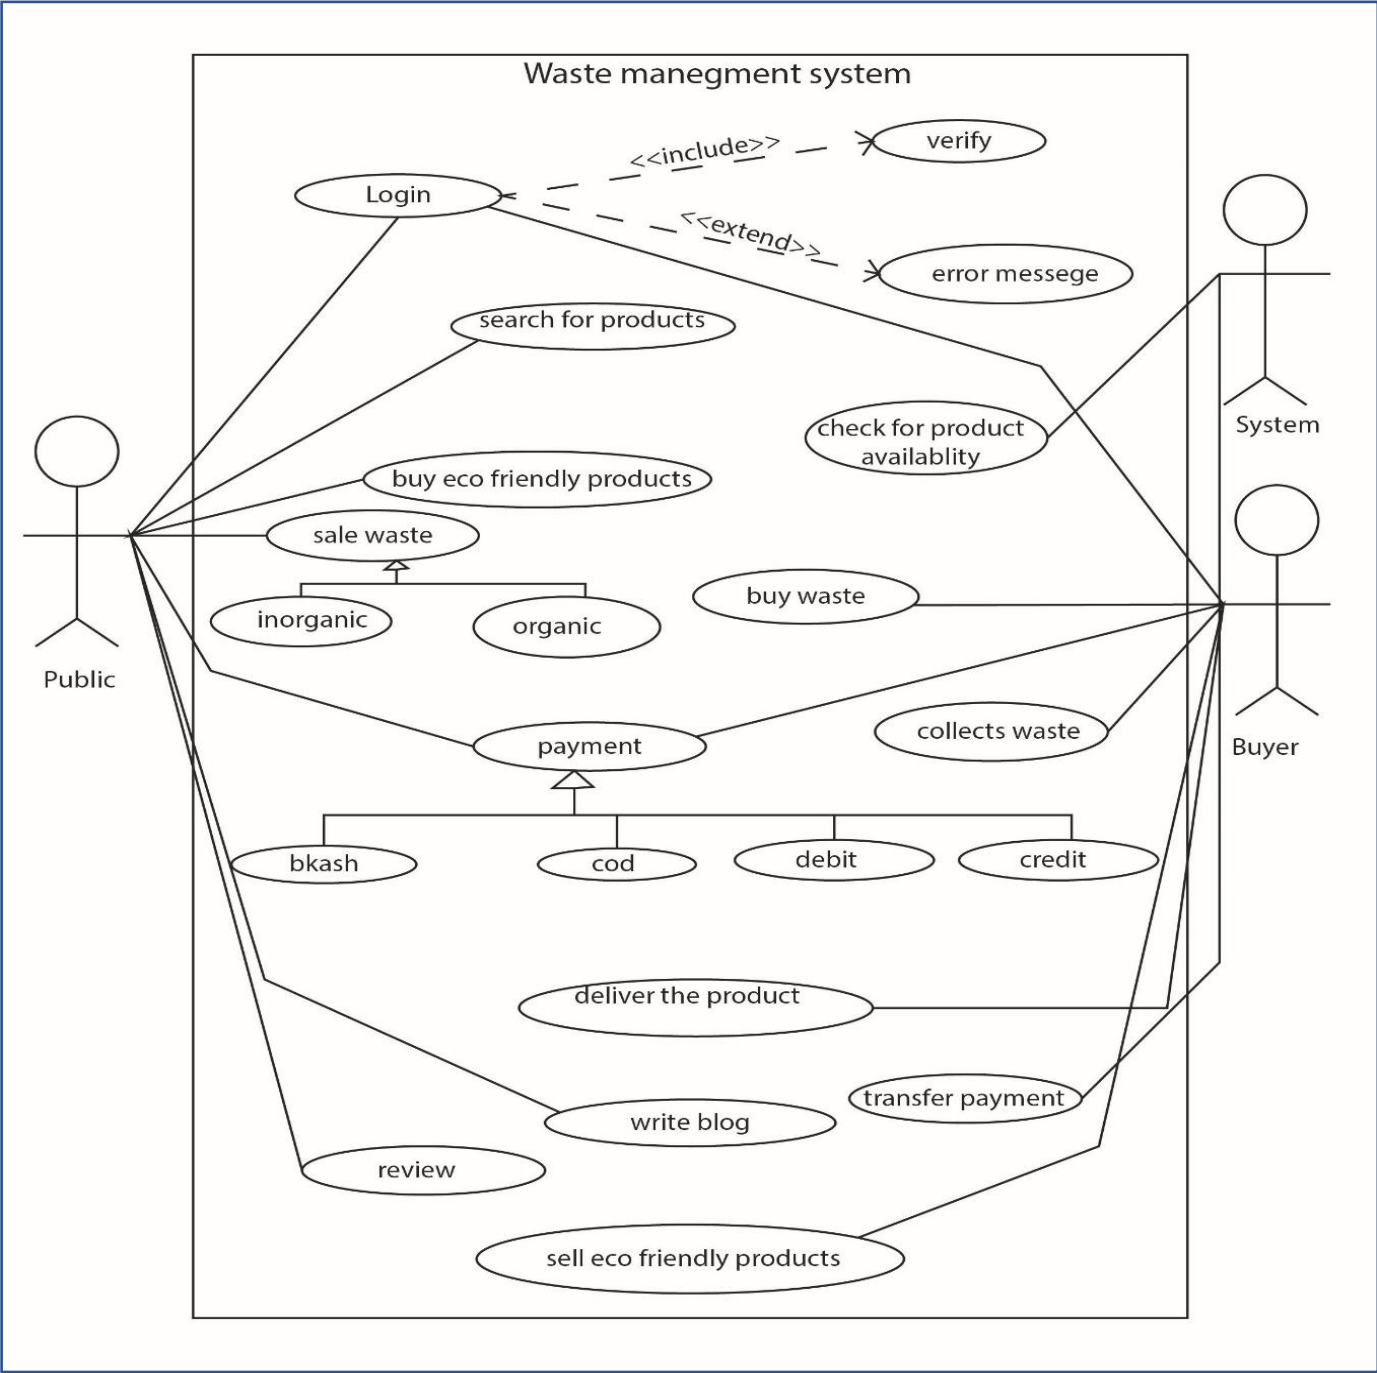 Waste manegment system
<<include>>
verify
Login
<<extend>>
error messege
search for products
System
check for product
availablity
buy eco friendly products
sale waste
buy waste
inorganic
organic
Public
payment
collects waste
Buyer
bkash
cod
debit
credit
deliver the product
transfer payment
write blog
review
sell eco friendly products